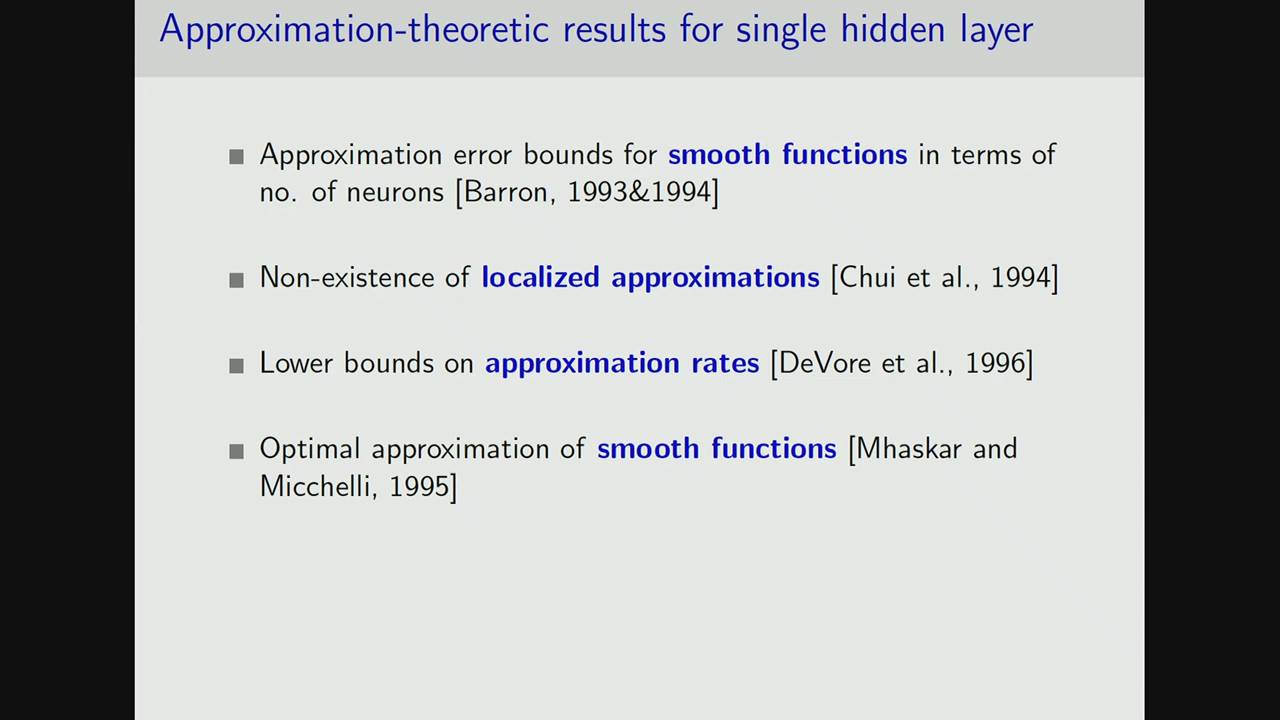 Approximation-theoretic results for single hidden layer
Approximation error bounds for smooth functions in terms of
no. of neurons [Barron, 1993&1994]
Non-existence of localized approximations [Chui et al., 1994]
Lower bounds on approximation rates [DeVore et al., 1996]
Optimal approximation of smooth functions [Mhaskar and
Micchelli, 1995]